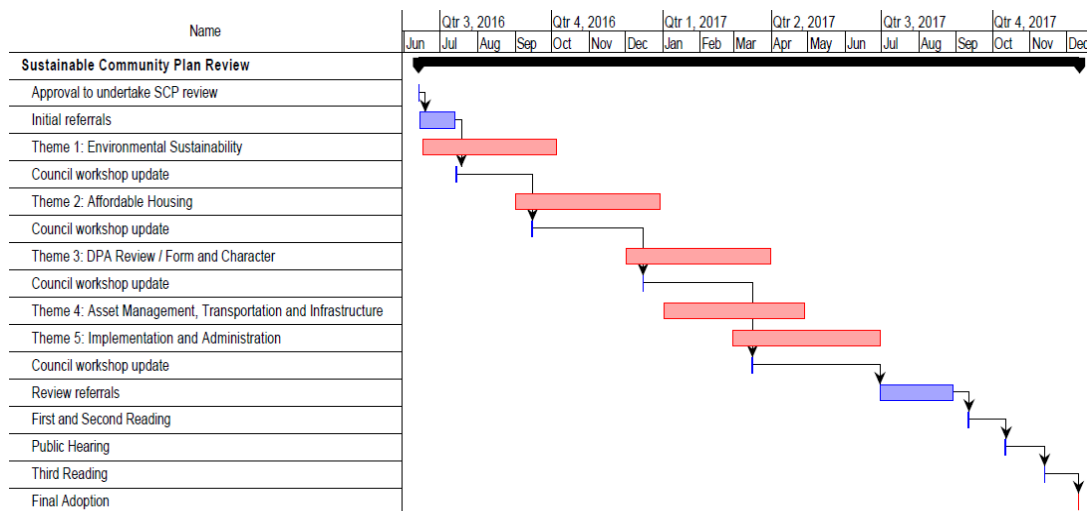 Name
Qtr 3, 2016 Qtr 4, 2016 Qtr 1, 2017 Qtr 2, 2017 Qtr 3, 2017 Qtr 4, 2017
Jun Jul Aug Sep Oct Nov Dec Jan Feb Mar Apr May Jun Jul Aug Sep Oct Nov Dec
Sustainable Community Plan Review
Approval to undertake SCP review
Initial referrals
Theme 1: Environmental Sustainability
Council workshop update
Theme 2: Affordable Housing
Council workshop update
Theme 3: DPA Review / Form and Character
Council workshop update
Theme 4: Asset Management, Transportation and Infrastructure
Theme 5: Implementation and Administration
Council workshop update
Review referrals
First and Second Reading
Public Hearing
Third Reading
Final Adoption